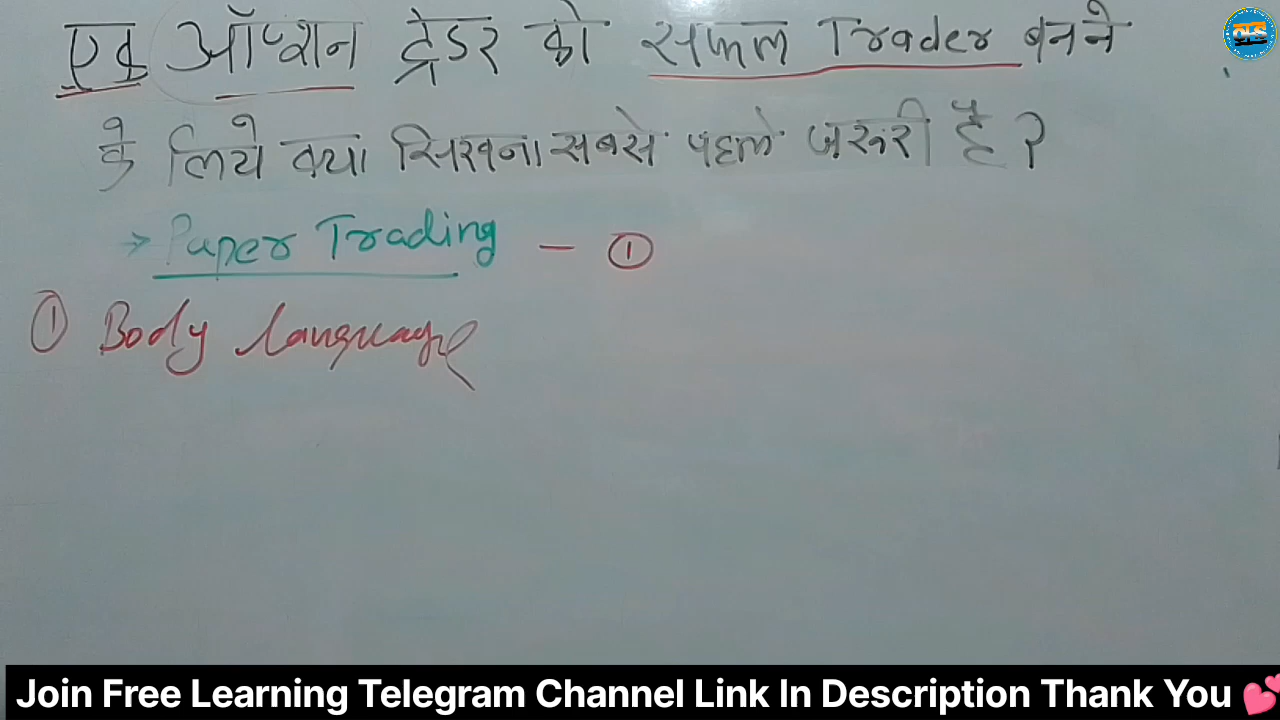 एक ऑप्शन ट्रेडर को सफल Trader बनने
के लिये क्या सिखना सबसे पहले जरूरी है ?
→ Paper Trading - ①
① Body language
OTS
Join Free Learning Telegram Channel Link In Description Thank You 💕